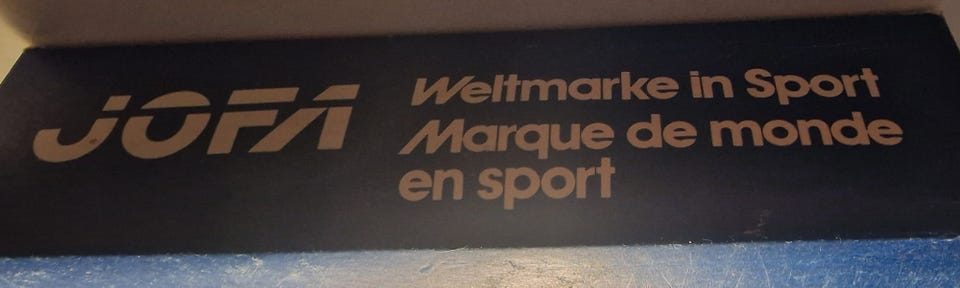 JOFA
Weltmarke in Sport
Marque de monde
en sport